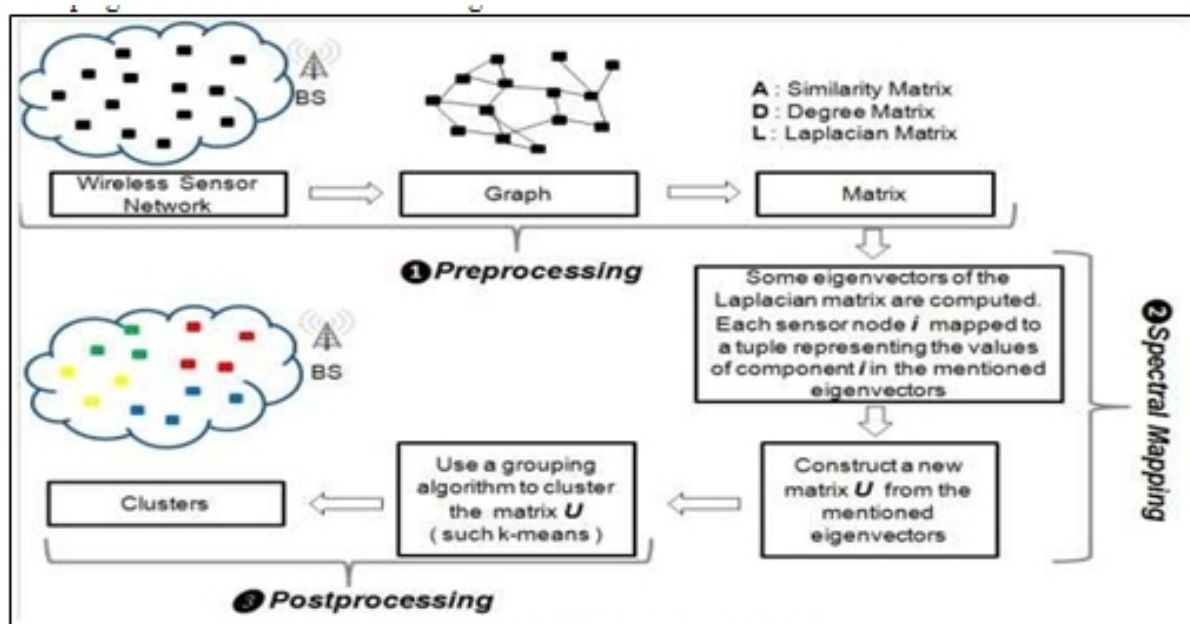 BS
A : Similarity Matrix
D : Degree Matrix
L : Laplacian Matrix
Wireless Sensor
Network
Graph
Matrix
❶Preprocessing
Some eigenvectors of the
Laplacian matrix are computed.
Each sensor node i mapped to
a tuple representing the values
of component i in the mentioned
eigenvectors
❷Spectral Mapping
BS
Construct a new
matrix U from the
mentioned
eigenvectors
Use a grouping
algorithm to cluster
the matrix U
( such k-means )
Clusters
❸Postprocessing